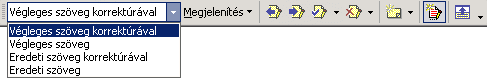 Végleges szöveg korrektúrával Megjelenítés
Végleges szöveg korrektúrával
Végleges szöveg
Eredeti szöveg korrektúrával
Eredeti szöveg